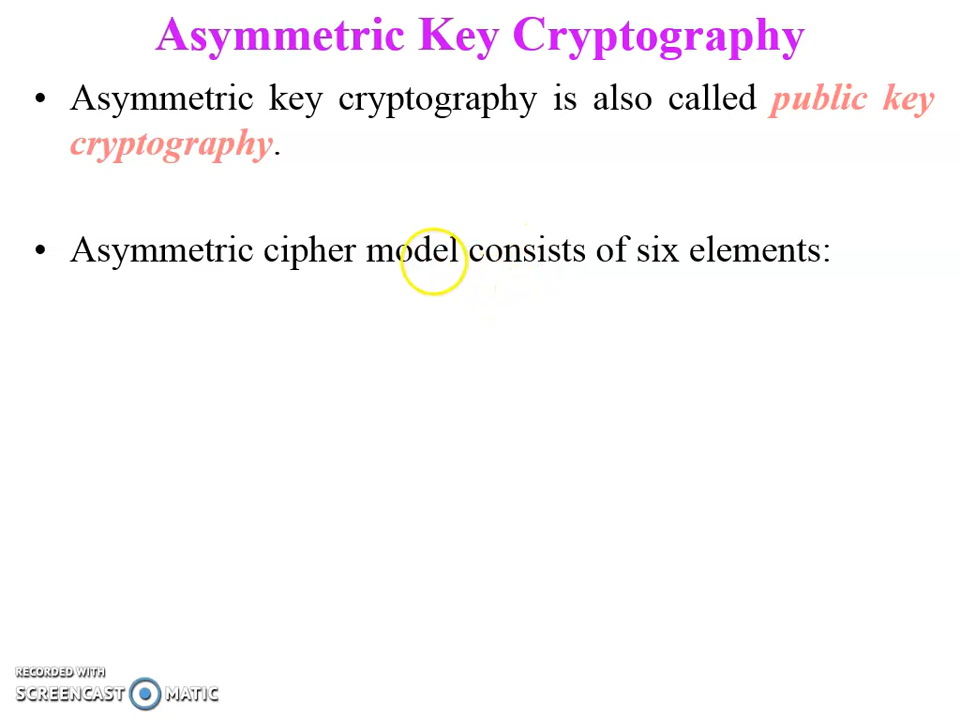 Asymmetric Key Cryptography
• Asymmetric key cryptography is also called public key
cryptography.
• Asymmetric cipher model consists of six elements:
RECORDED WITH
SCREENCAST MATIC